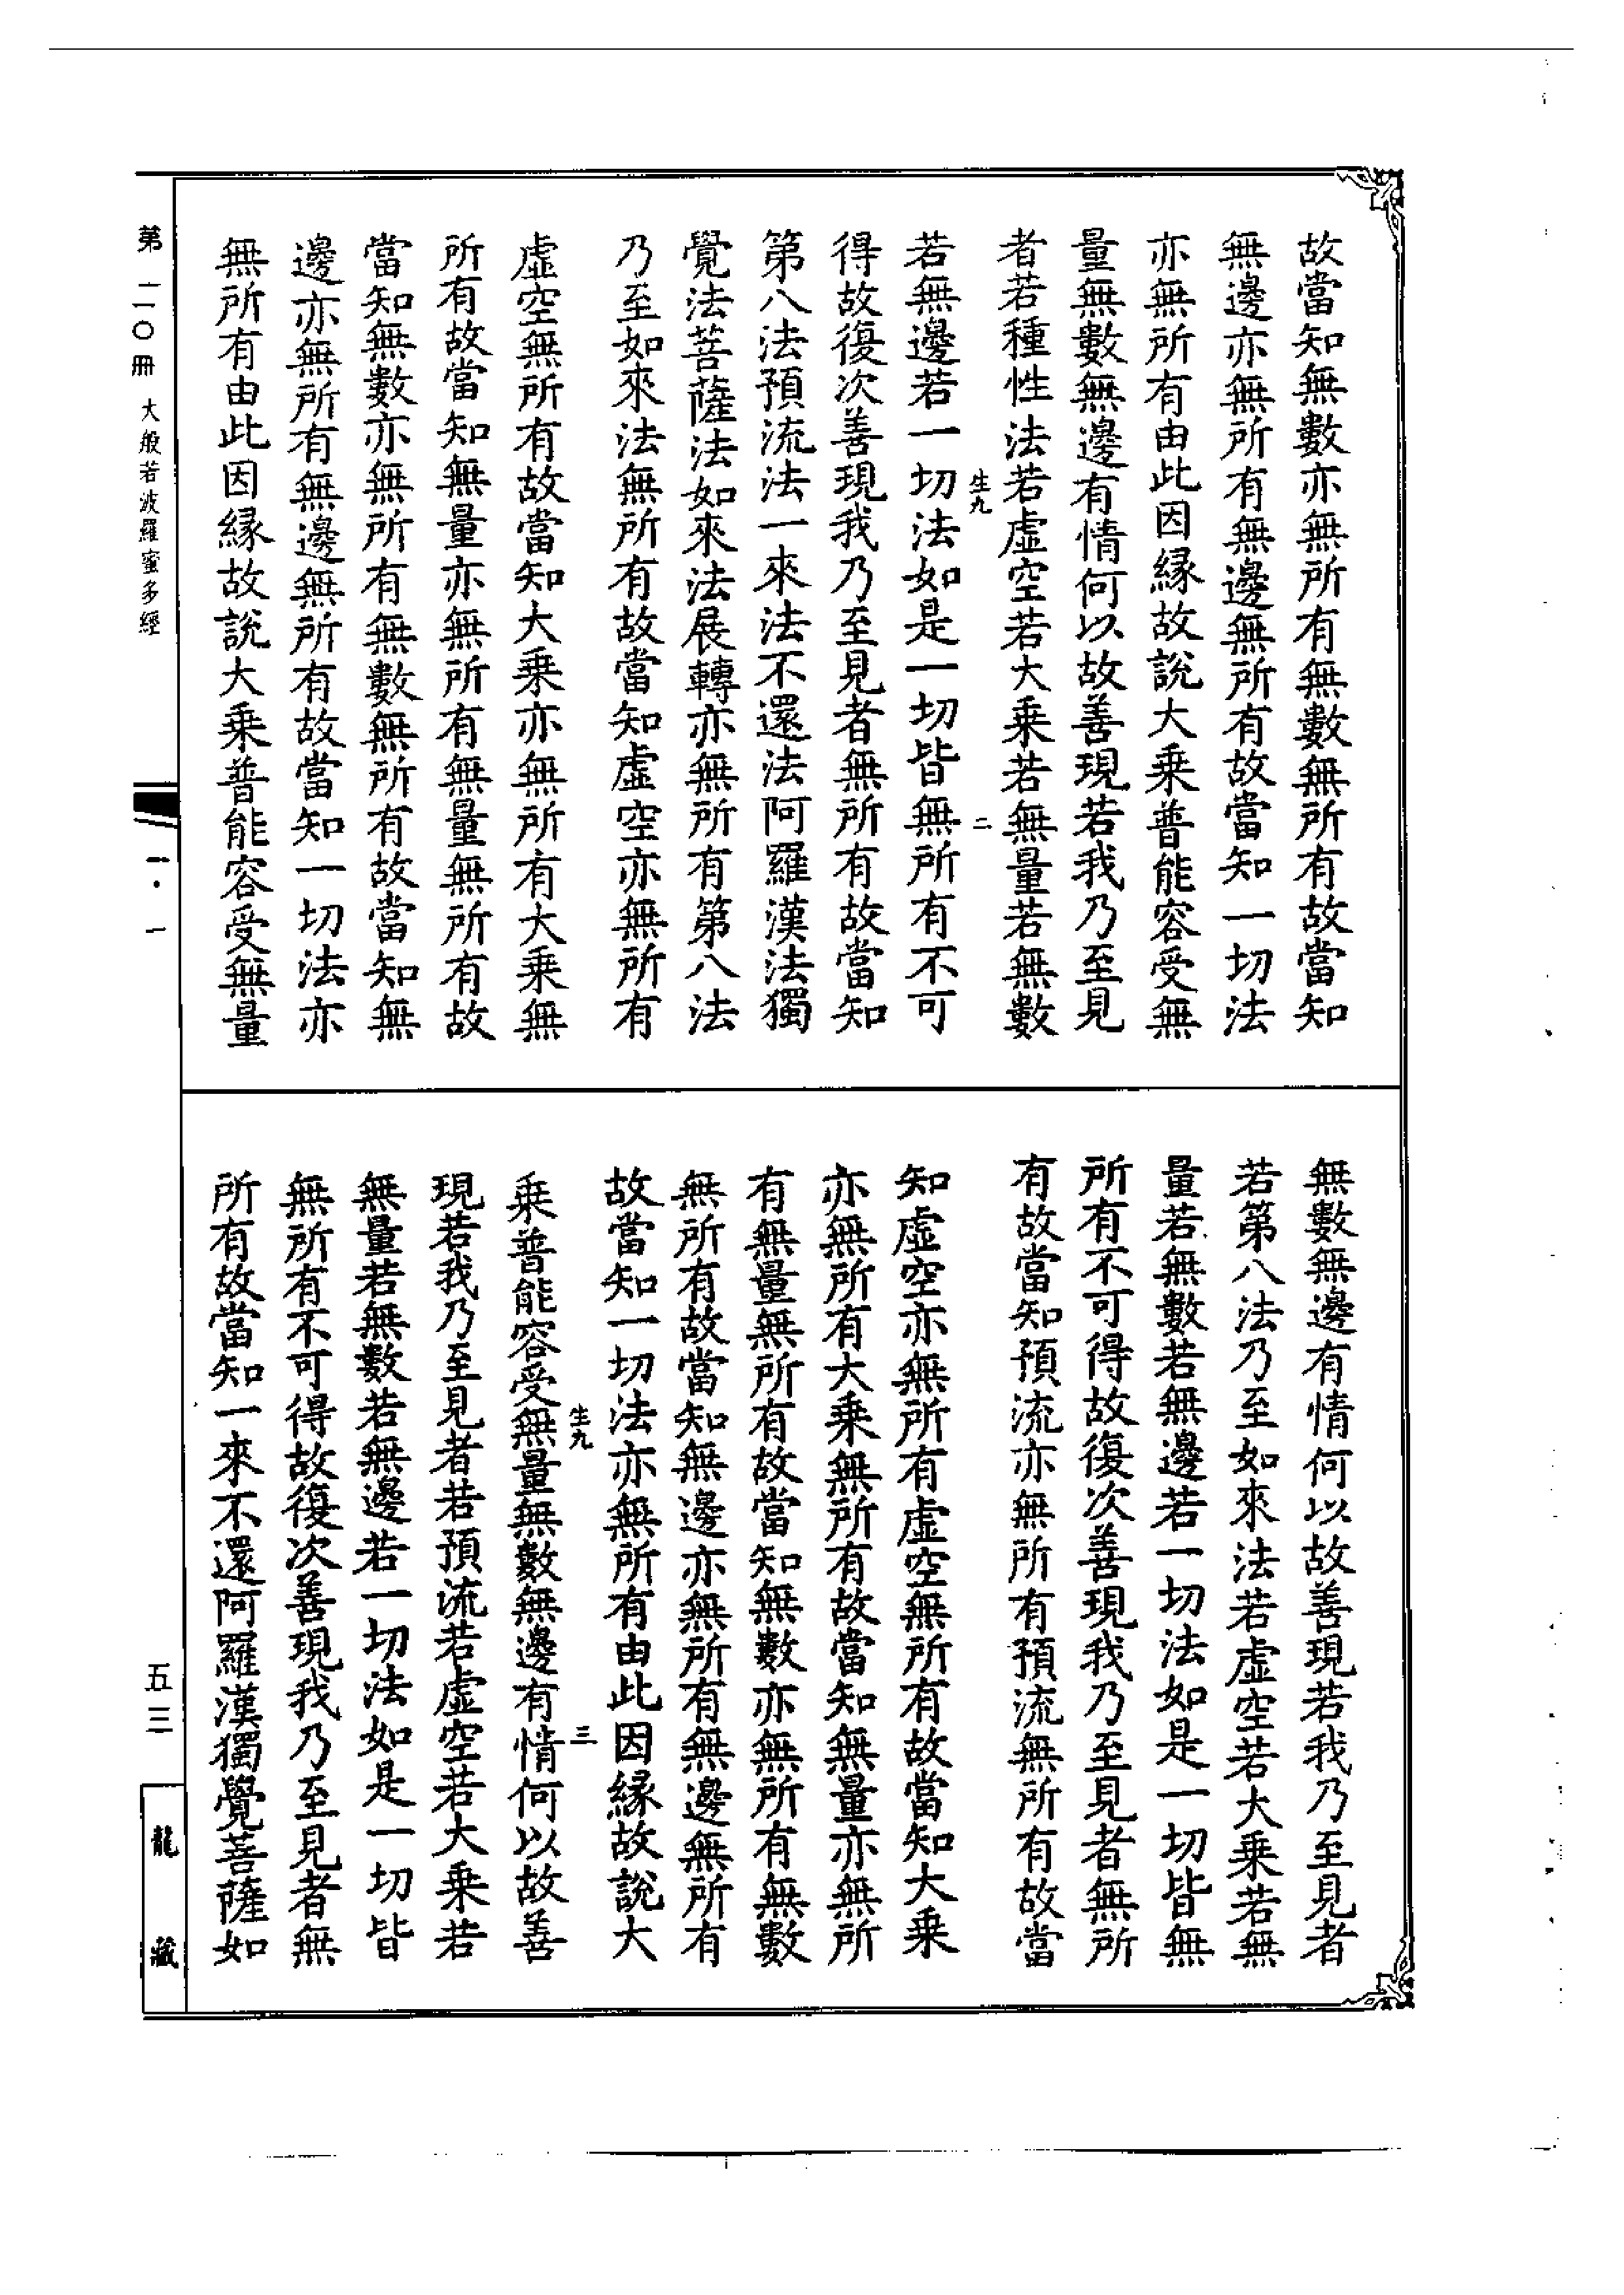 故當知無數亦無所有無數無所有故當知
無邊亦無所有無邊無所有故當知一切法
亦無所有由此因緣故說大乘普能容受無
量無數無邊有情何以故善現若我乃至見
者若種性法若虛空若大乘若無量若無數
生九
二
若無邊若一切法如是一切皆無所有不可
得故復次善現我乃至見者無所有故當知
第八法預流法一來法不還法阿羅漢法獨
覺法菩薩法如來法展轉亦無所有第八法
乃至如來法無所有故當知虛空亦無所有
虛空無所有故當知大乘亦無所有大乘無
所有故當知無量亦無所有無量無所有故
當知無數亦無所有無數無所有故當知無
邊亦無所有無邊無所有故當知一切法亦
無所有由此因緣故說大乘普能容受無量
無數無邊有情何以故善現若我乃至見者
若第八法乃至如來法若虛空若大乘若無
量若無數若無邊若一切法如是一切皆無
所有不可得故復次善現我乃至見者無所
有故當知預流亦無所有預流無所有故當
知虛空亦無所有虛空無所有故當知大乘
亦無所有大乘無所有故當知無量亦無所
有無量無所有故當知無數亦無所有無數
無所有故當知無邊亦無所有無邊無所有
故當知一切法亦無所有由此因緣故說大
生九
三
乘普能容受無量無數無邊有情何以故善
現若我乃至見者若預流若虛空若大乘若
無量若無數若無邊若一切法如是一切皆
無所有不可得故復次善現我乃至見者無
所有故當知一來不還阿羅漢獨覺菩薩如
第二〇冊 大般若波羅蜜多經
二·一
五三
龍藏